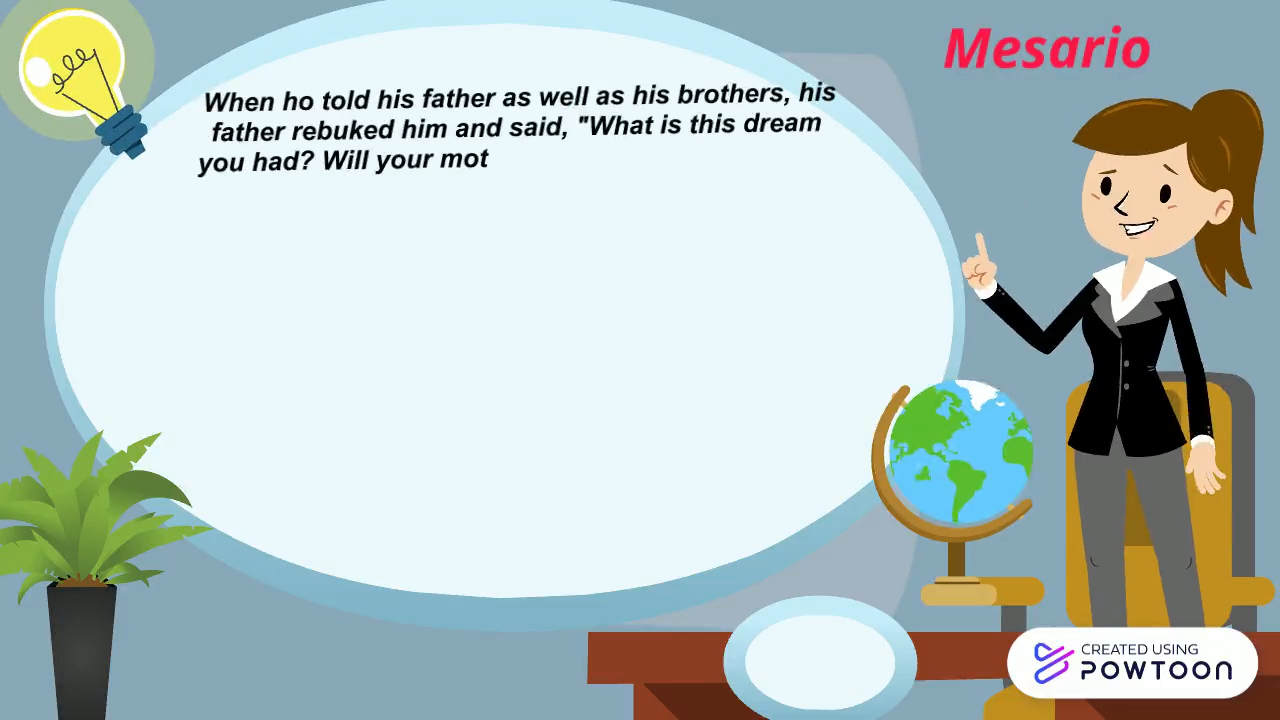 Mesario
When ho told his father as well as his brothers, his
father rebuked him and said, "What is this dream
you had? Will your mot
CREATED USING
POWTOON